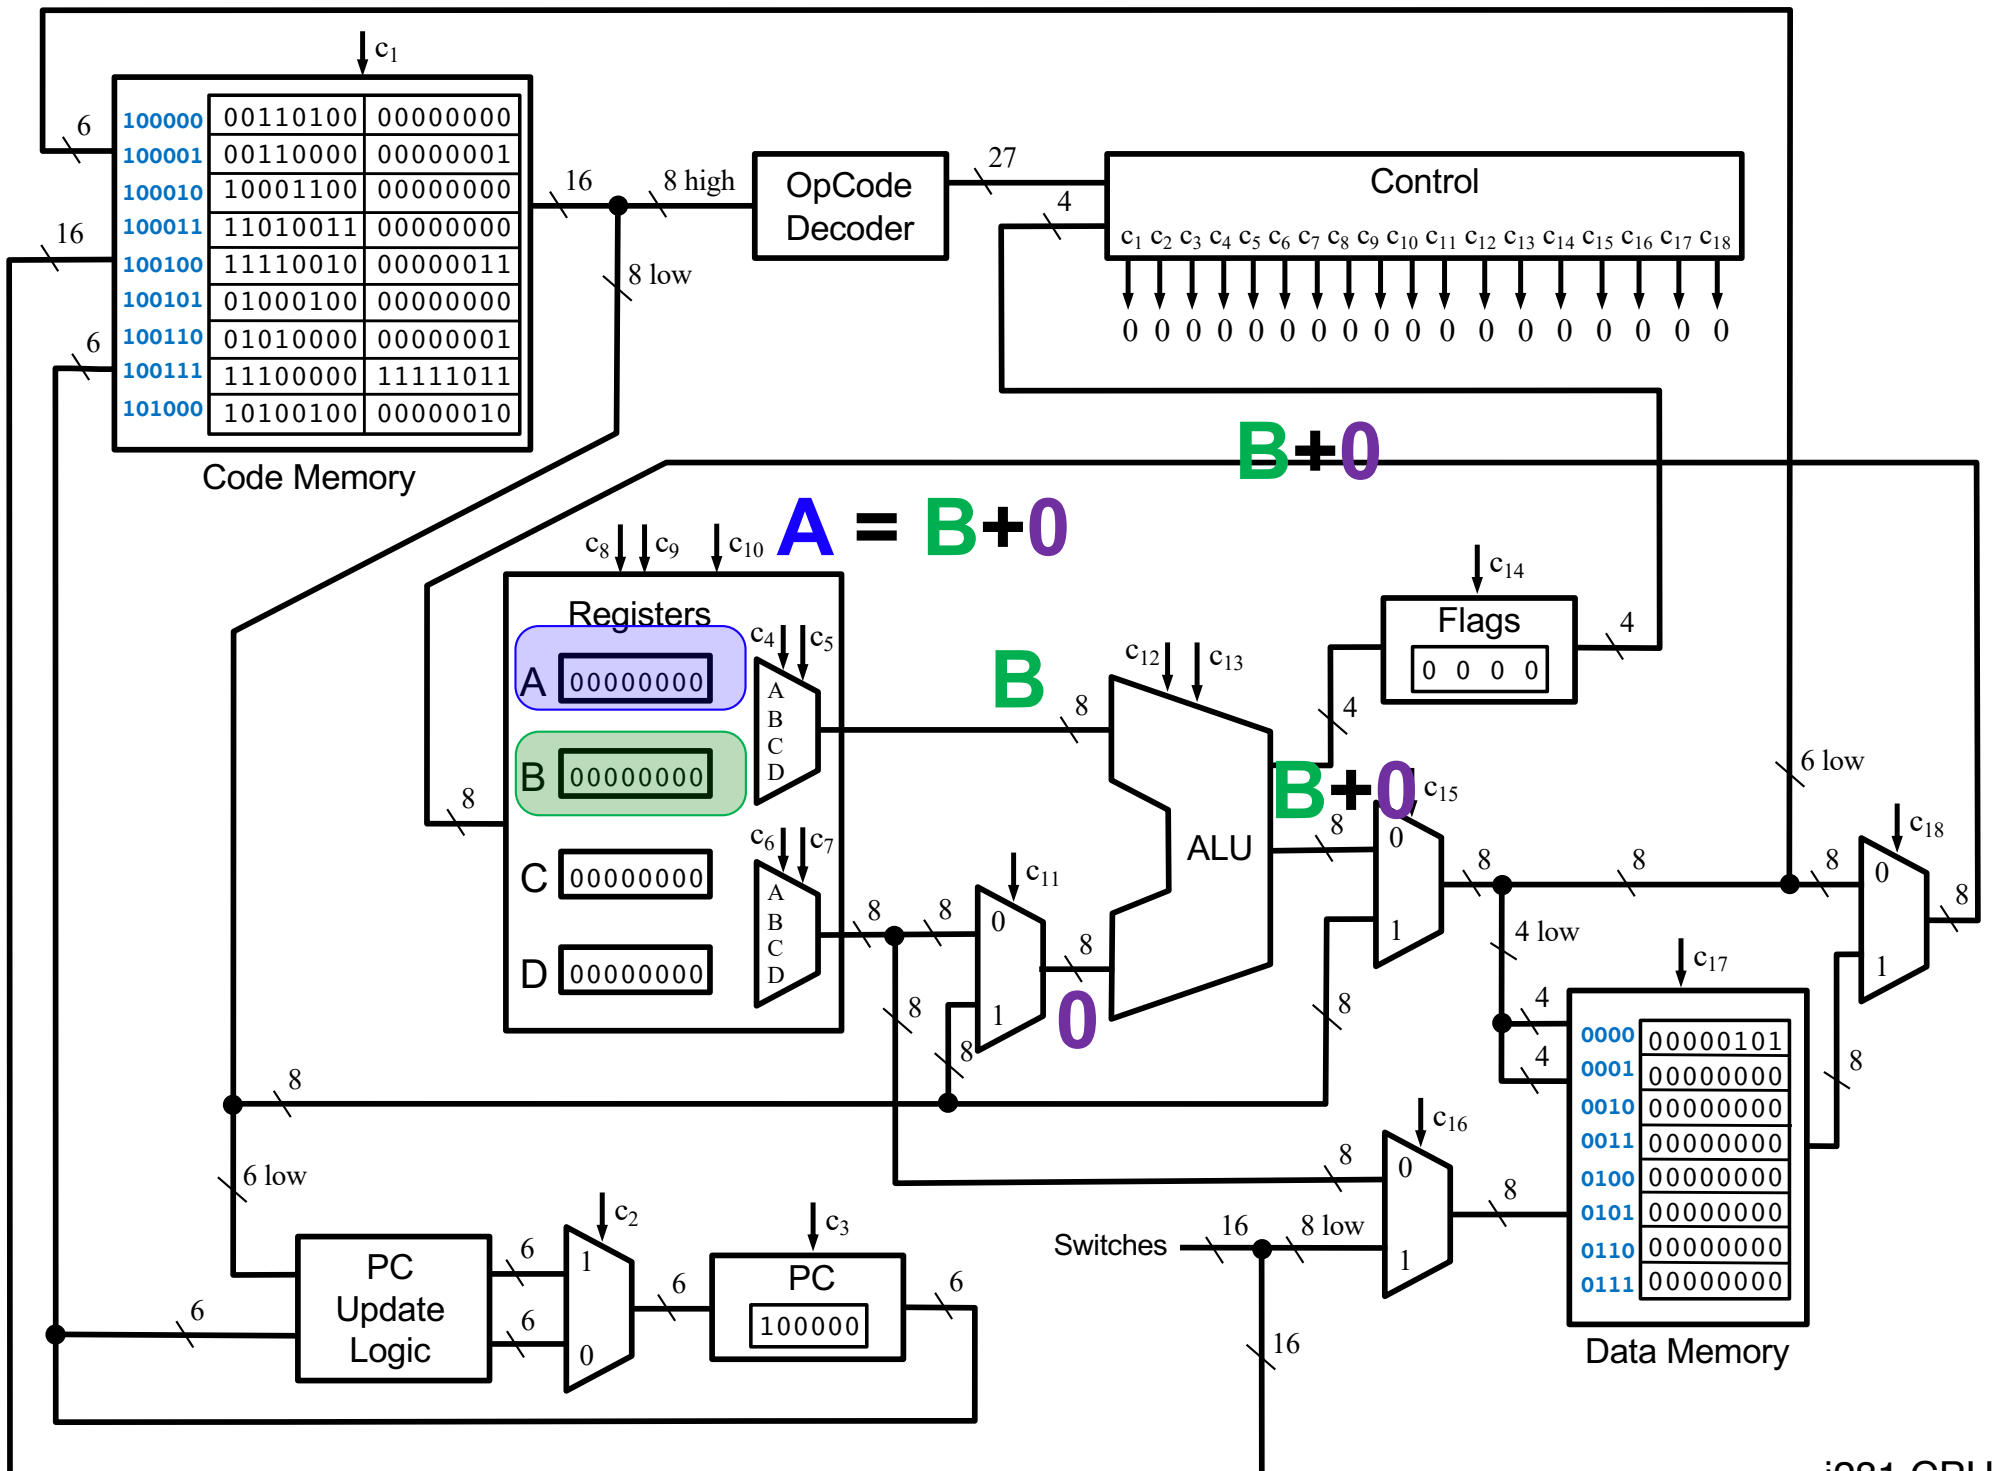 c1
100000 00110100 00000000
100001 00110000 00000001
100010 10001100 00000000
100011 11010011 00000000
100100 11110010 00000011
100101 01000100 00000000
100110 01010000 00000001
100111 11100000 11111011
101000 10100100 00000010
Code Memory
6
16
6
16
8 high
8 low
OpCode
Decoder
27
4
Control
c1 c2 c3 c4 c5 c6 c7 c8 c9 c10 c11 c12 c13 c14 c15 c16 c17 c18
0 0 0 0 0 0 0 0 0 0 0 0 0 0 0 0 0 0
B+0
A = B+0
c8 c9 c10
Registers
A 00000000
B 00000000
C 00000000
D 00000000
8
c4 c5
A
B
C
D
c6 c7
A
B
C
D
B
8
c12 c13
ALU
c14
Flags
0 0 0 0
4
4
B+0
8
c15
0
1
6 low
8
8
8
8
c11
0
1
8
0
8
8
8
8
8
8
c18
0
1
8
4 low
4
4
c17
0000 00000101
0001 00000000
0010 00000000
0011 00000000
0100 00000000
0101 00000000
0110 00000000
0111 00000000
Data Memory
8
c16
0
1
8
8
Switches
16
8 low
16
6 low
6
PC
Update
Logic
6
6
c2
1
0
6
c3
PC
100000
6